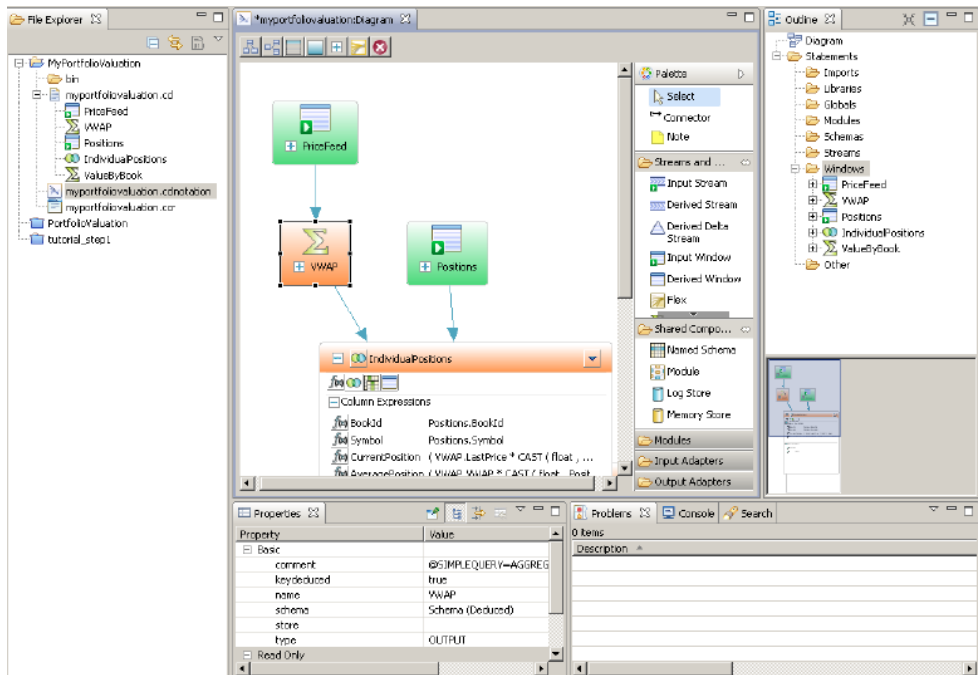 File Explorer
MyPortfolioValuation
bin
myportfoliovaluation.cd
PriceFeed
VWAP
Positions
IndividualPositions
ValueByBook
myportfoliovaluation.cdnotation
myportfoliovaluation.ccr
PortfolioValuation
tutorial_step1
*myportfoliovaluation:Diagram
PriceFeed
VWAP
Positions
IndividualPositions
Column Expressions
BookId Positions.BookId
Symbol Positions.Symbol
CurrentPosition ( VWAP.LastPrice * CAST ( float , ...
AveragePosition ( VWAP.VWAP * CAST ( float , Posit
Palette
Select
Connector
Note
Streams and ...
Input Stream
Derived Stream
Derived Delta
Stream
Input Window
Derived Window
Flex
Shared Compo...
Named Schema
Module
Log Store
Memory Store
Modules
Input Adapters
Output Adapters
Outline
Diagram
Statements
Imports
Libraries
Globals
Modules
Schemas
Streams
Windows
PriceFeed
VWAP
Positions
IndividualPositions
ValueByBook
Other
Properties
Property Value
Basic
comment @SIMPLEQUERY=AGGREG
keydeduced true
name VWAP
schema Schema (Deduced)
store
type OUTPUT
Read Only
Problems Console Search
0 items
Description